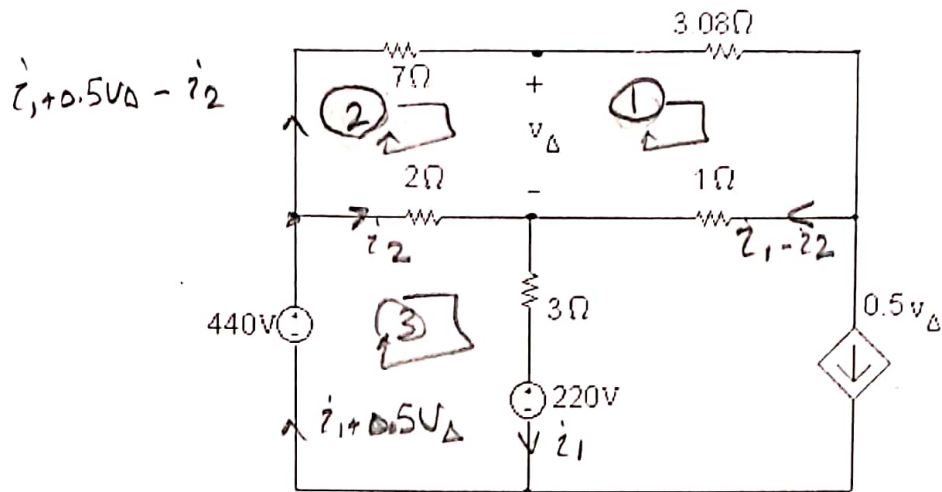 3.08Ω
7Ω
i₁+0.5V∆ - i₂
2
+
v∆
-
1
2Ω
1Ω
i₂
i₁-i₂
440V
3
3Ω
0.5v∆
220V
i₁+0.5V∆
i₁